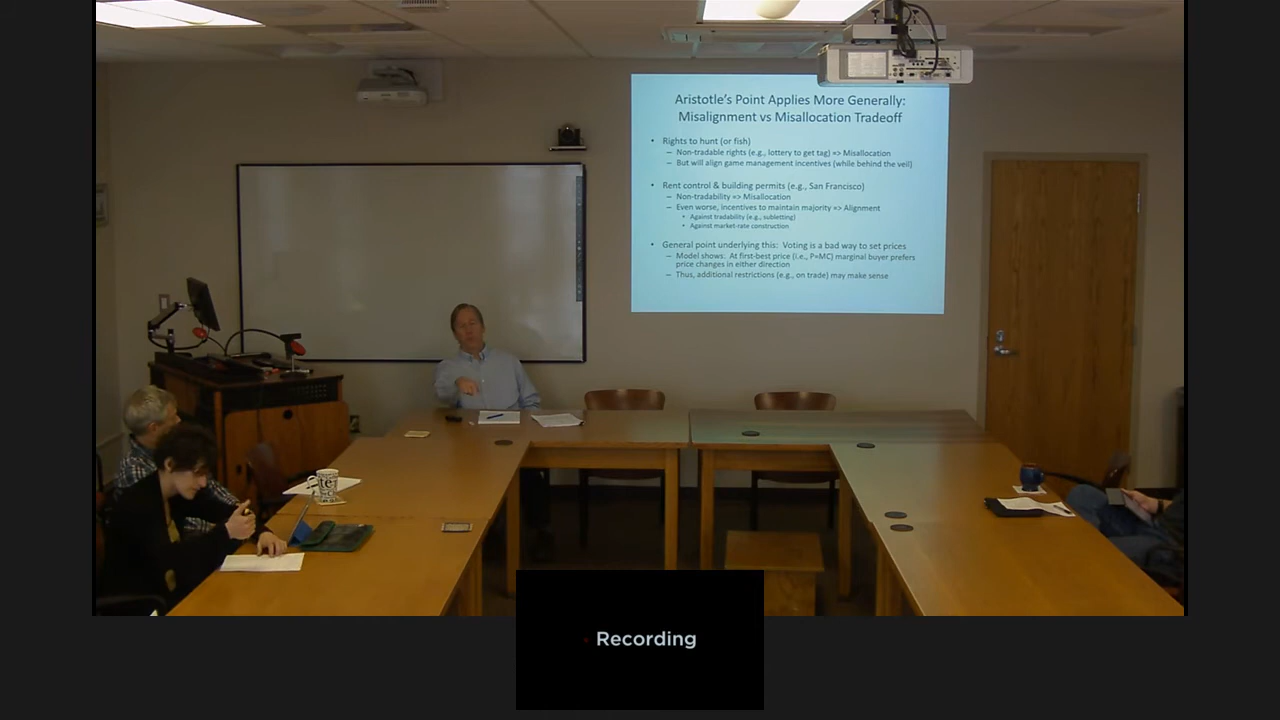 Aristotle's Point Applies More Generally:
Misalignment vs Misallocation Tradeoff
• Rights to hunt (or fish)
– Non-tradable rights (e.g., lottery to get tag) => Misallocation
– But will align game management incentives (while behind the veil)
• Rent control & building permits (e.g., San Francisco)
– Non-tradability => Misallocation
– Even worse, incentives to maintain majority => Alignment
• Against tradability (e.g., subletting)
• Against market-rate construction
• General point underlying this: Voting is a bad way to set prices
– Model shows: At first-best price (i.e., P=MC) marginal buyer prefers
price changes in either direction
– Thus, additional restrictions (e.g., on trade) may make sense
Recording